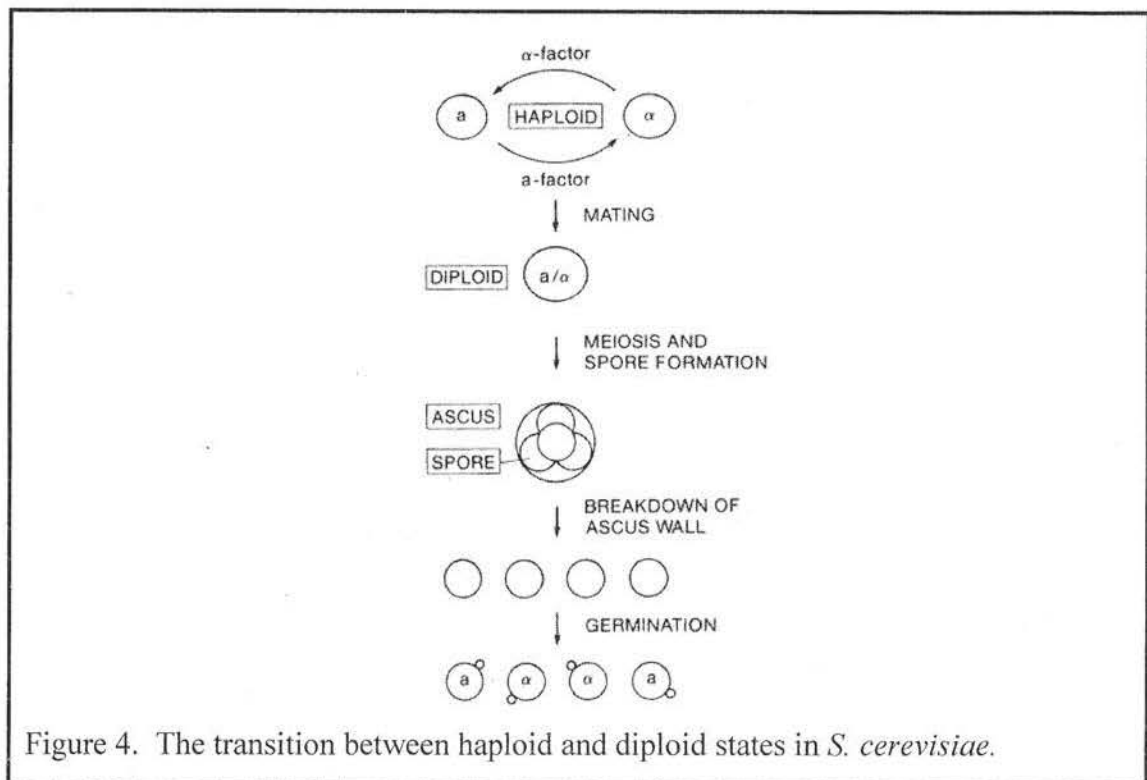 α-factor
a HAPLOID α
a-factor
MATING
DIPLOID a/α
MEIOSIS AND
SPORE FORMATION
ASCUS
SPORE
BREAKDOWN OF
ASCUS WALL
GERMINATION
a α α a
Figure 4. The transition between haploid and diploid states in S. cerevisiae.